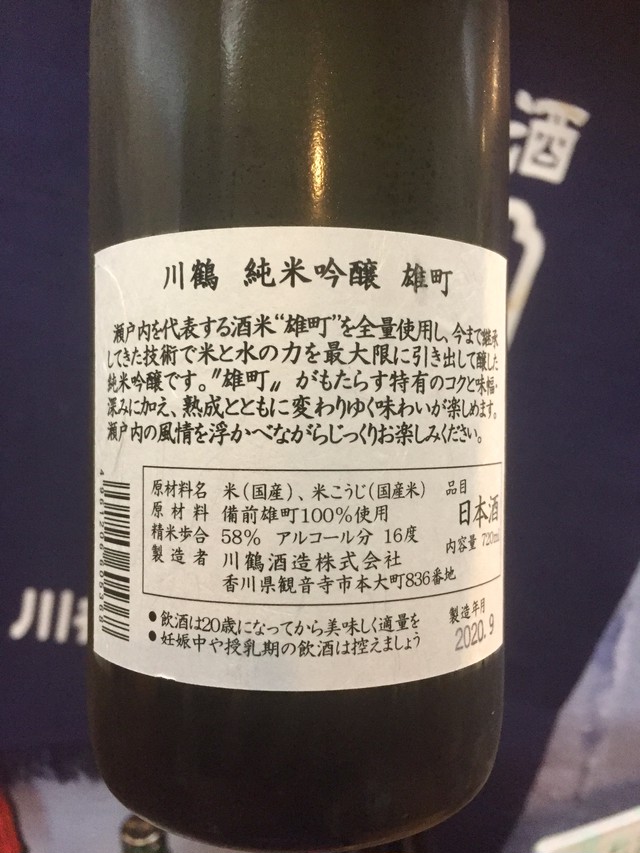 酒
川鶴 純米吟醸 雄町
瀬戸内を代表する酒米“雄町”を全量使用し、今まで継承
してきた技術で米と水の力を最大限に引き出して醸した
純米吟醸です。〝雄町〟がもたらす特有のコクと味幅・
深みに加え、熟成とともに変わりゆく味わいが楽しめます。
瀬戸内の風情を浮かべながらじっくりお楽しみください。
原材料名 米(国産)、米こうじ(国産米)
原材料 備前雄町100%使用
精米歩合 58% アルコール分 16度
製造者 川鶴酒造株式会社
香川県観音寺市本大町836番地
品目
日本酒
内容量 720ml
4961206605362
●飲酒は20歳になってから美味しく適量を
●妊娠中や授乳期の飲酒は控えましょう
製造年月
2020.9
川